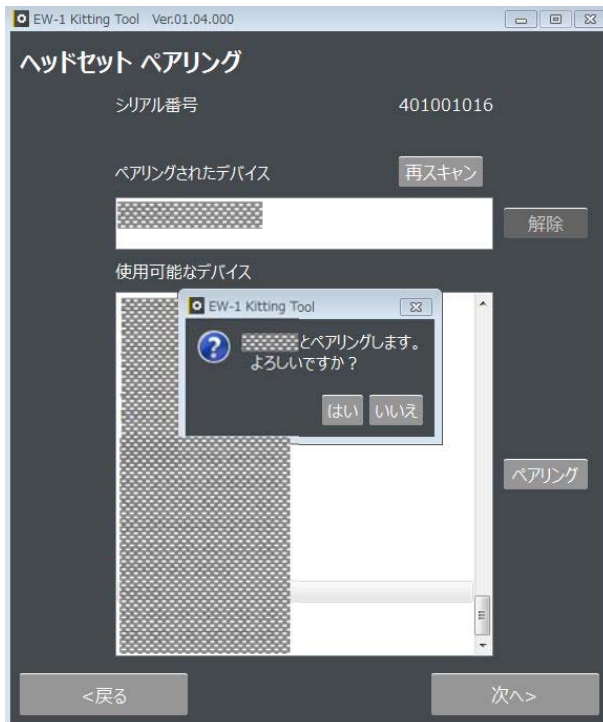 EW-1 Kitting Tool Ver.01.04.000
ヘッドセット ペアリング
シリアル番号 401001016
ペアリングされたデバイス 再スキャン
解除
使用可能なデバイス
EW-1 Kitting Tool
とペアリングします。
よろしいですか？
はい いいえ
ペアリング
<戻る 次へ>